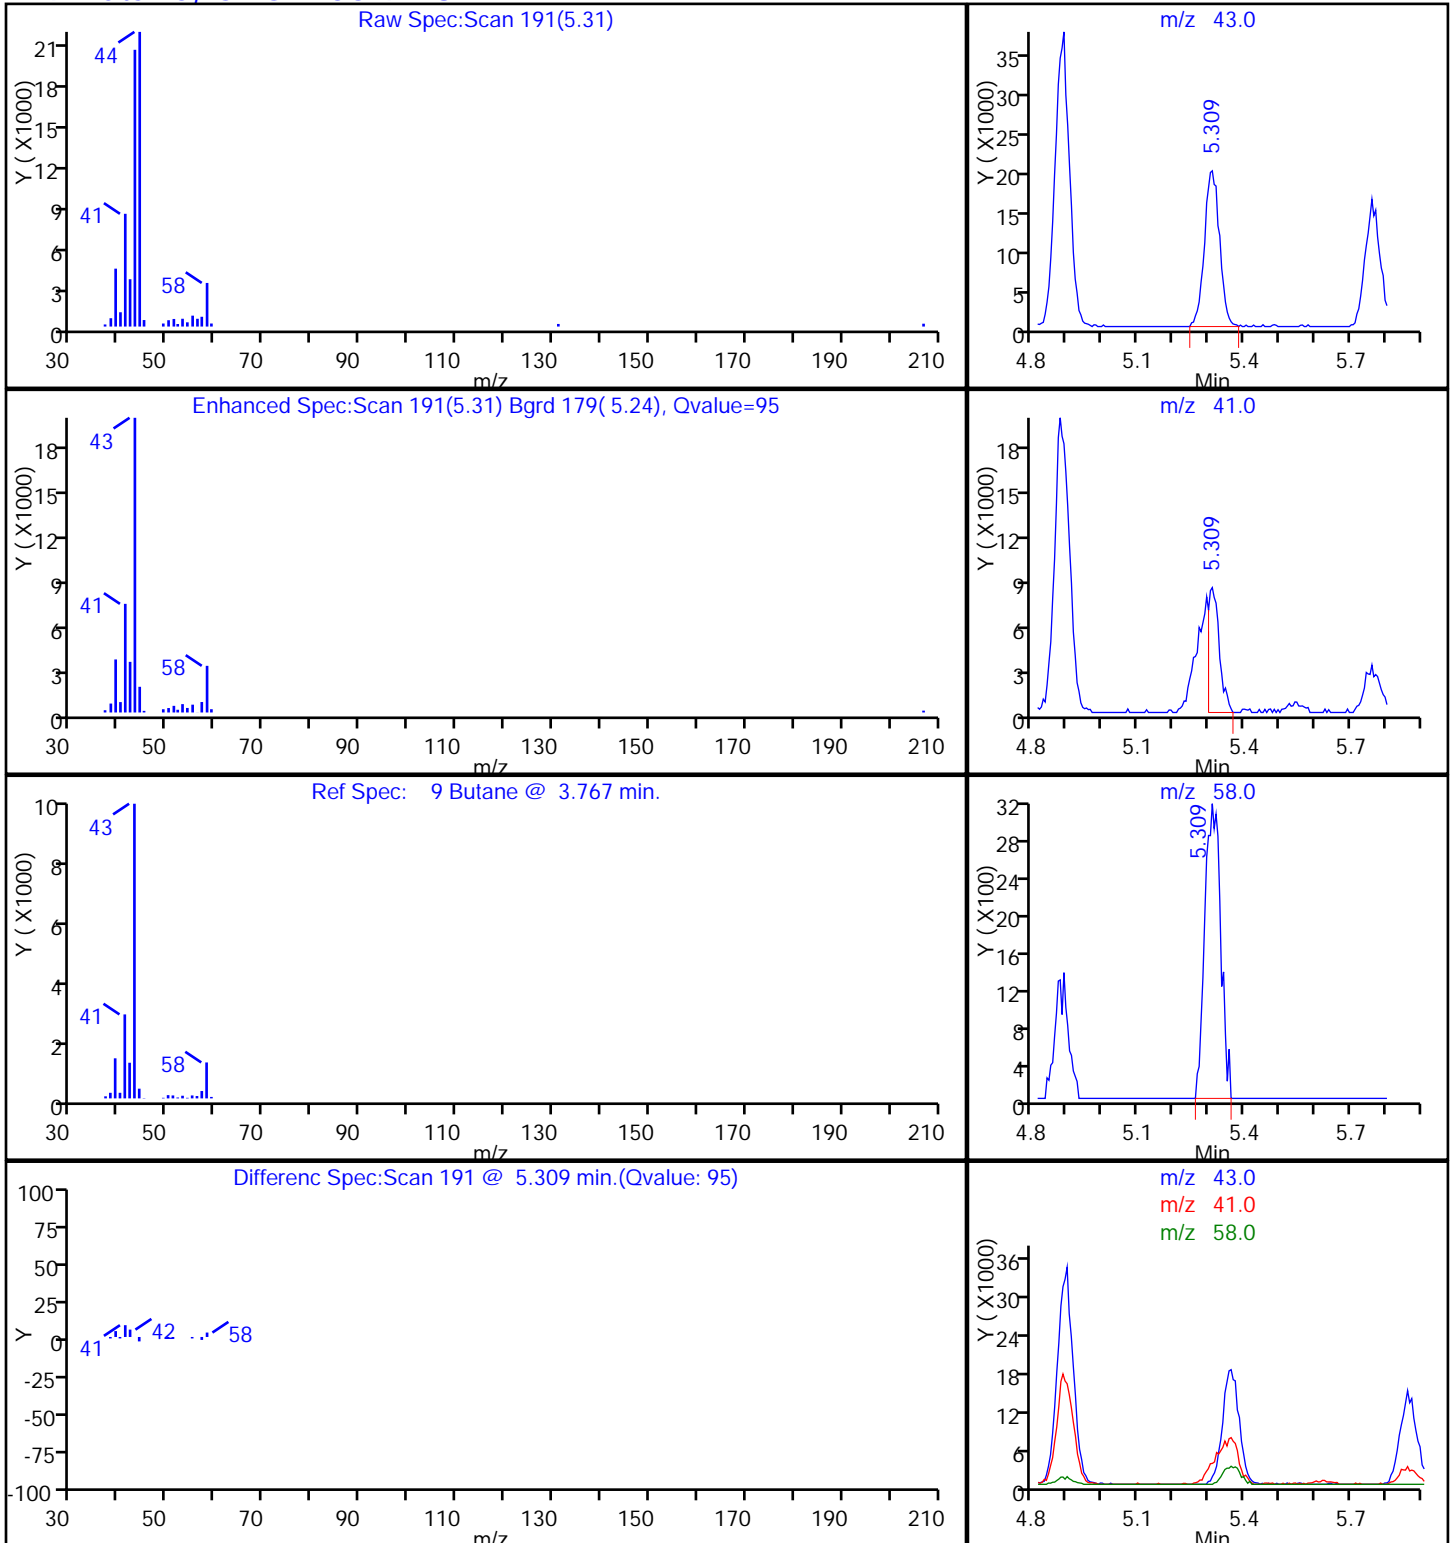 Raw Spec:Scan 191(5.31)
44
41
58
21
18
15
12
9
6
3
0
Y ( X1000)
30 50 70 90 110 130 150 170 190 210
m/z
m/z 43.0
5.309
35
30
25
20
15
10
5
0
Y ( X1000)
4.8 5.1 5.4 5.7
Min
Enhanced Spec:Scan 191(5.31) Bgrd 179( 5.24), Qvalue=95
43
41
58
18
15
12
9
6
3
0
Y ( X1000)
30 50 70 90 110 130 150 170 190 210
m/z
m/z 41.0
5.309
18
15
12
9
6
3
0
Y ( X1000)
4.8 5.1 5.4 5.7
Min
Ref Spec: 9 Butane @ 3.767 min.
43
41
58
10
8
6
4
2
0
Y ( X1000)
30 50 70 90 110 130 150 170 190 210
m/z
m/z 58.0
5.309
32
28
24
20
16
12
8
4
0
Y ( X100)
4.8 5.1 5.4 5.7
Min
Differenc Spec:Scan 191 @ 5.309 min.(Qvalue: 95)
41
42
58
100
75
50
25
0
-25
-50
-75
-100
Y
30 50 70 90 110 130 150 170 190 210
m/z
m/z 43.0
m/z 41.0
m/z 58.0
36
30
24
18
12
6
0
Y ( X1000)
4.8 5.1 5.4 5.7
Min